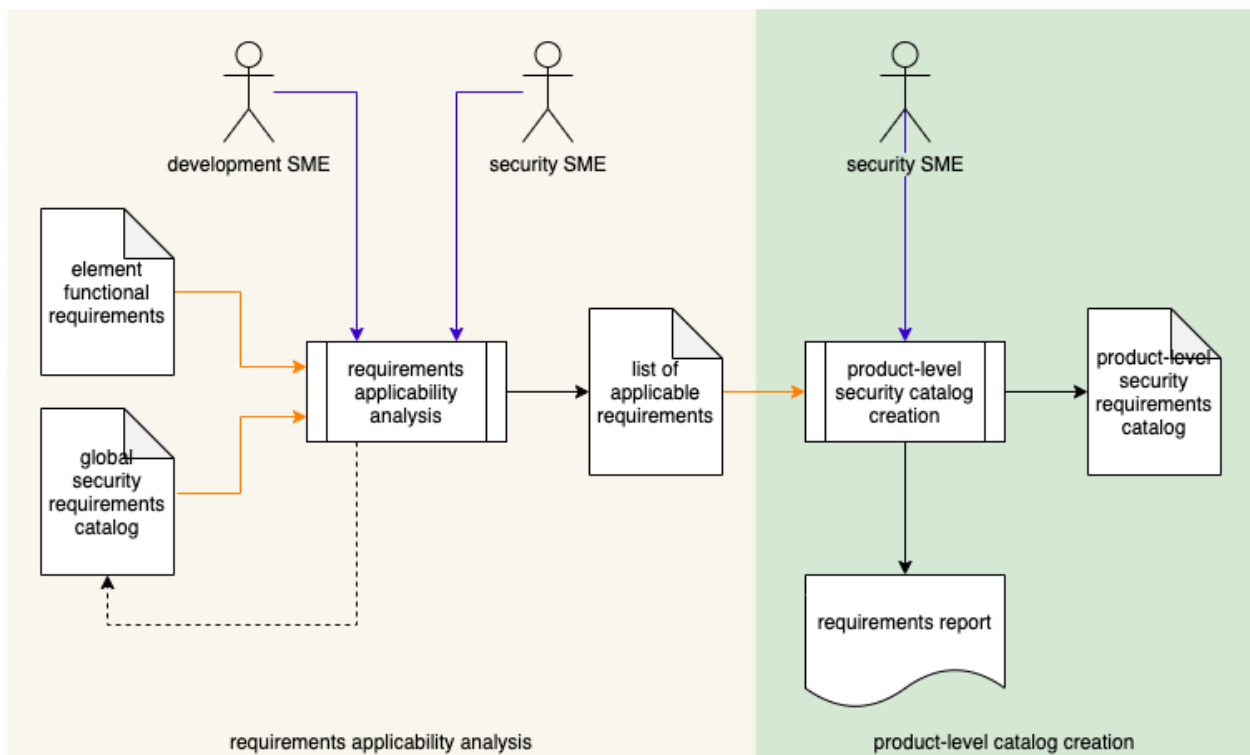 development SME
security SME
security SME
element
functional
requirements
global
security
requirements
catalog
requirements
applicability
analysis
list of
applicable
requirements
product-level
security catalog
creation
product-level
security
requirements
catalog
requirements report
requirements applicability analysis
product-level catalog creation